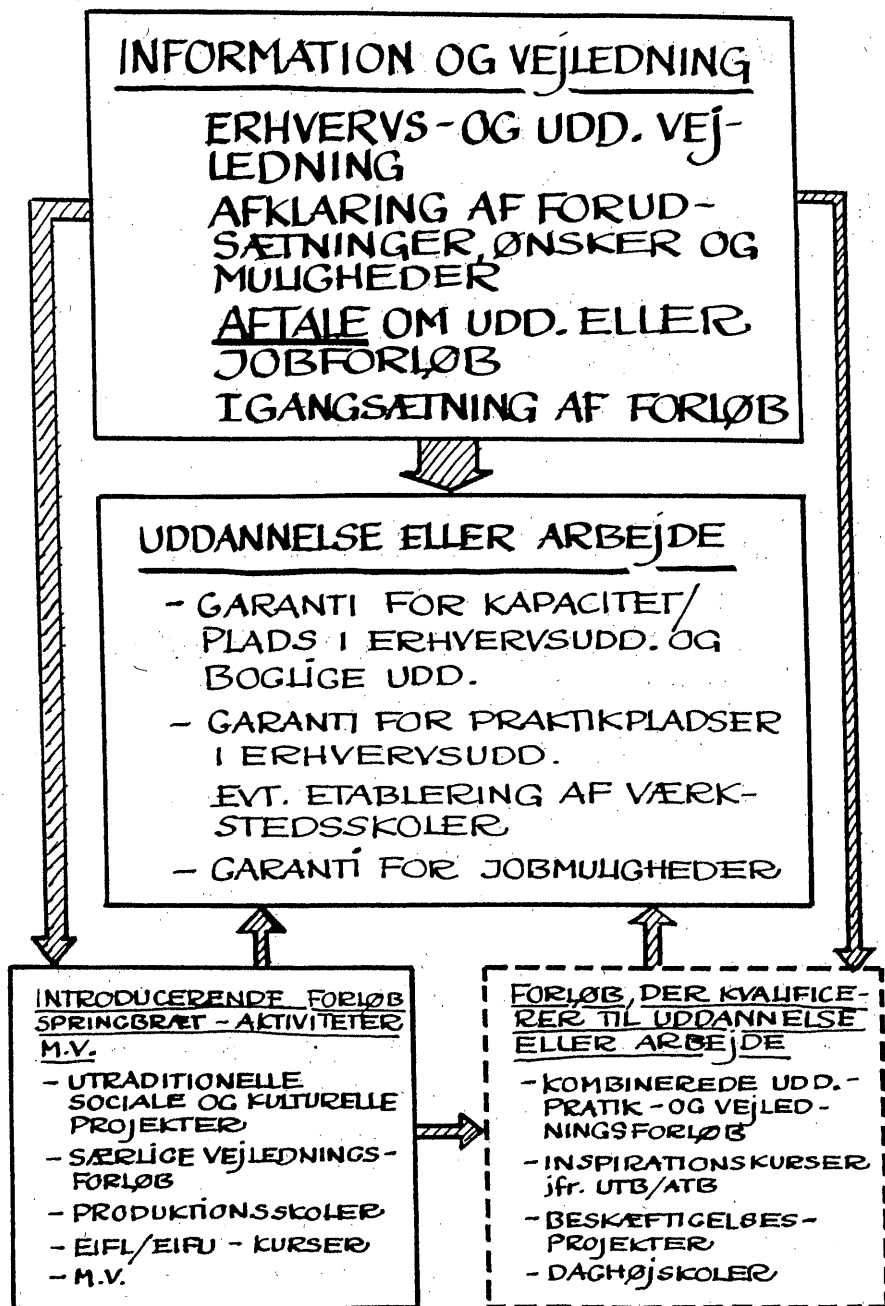 INFORMATION OG VEJLEDNING
ERHVERVS-OG UDD. VEJ-
LEDNING
AFKLARING AF FORUD-
SÆTNINGER, ØNSKER OG
MULIGHEDER
AFTALE OM UDD. ELLER
JOBFORLØB
IGANGSÆTNING AF FORLØB
UDDANNELSE ELLER ARBEJDE
- GARANTI FOR KAPACITET/
PLADS I ERHVERVSUDD. OG
BOGLIGE UDD.
- GARANTI FOR PRAKTIKPLADSER
I ERHVERVSUDD.
EVT. ETABLERING AF VÆRK-
STEDSSKOLER
- GARANTI FOR JOBMULIGHEDER
INTRODUCERENDE FORLØB
SPRINGBRÆT-AKTIVITETER
M.V.
- UTRADITIONELLE
SOCIALE OG KULTURELLE
PROJEKTER
- SÆRLIGE VEJLEDNINGS-
FORLØB
- PRODUKTIONSSKOLER
- EIFL/EIFU - KURSER
- M.V.
FORLØB, DER KVALIFICE-
RER TIL UDDANNELSE
ELLER ARBEJDE
- KOMBINEREDE UDD.-
PRATIK-OG VEJLED-
NINGSFORLØB
- INSPIRATIONSKURSER
jfr. UTB/ATB
- BESKÆFTIGELSES-
PROJEKTER
- DAGHØJSKOLER